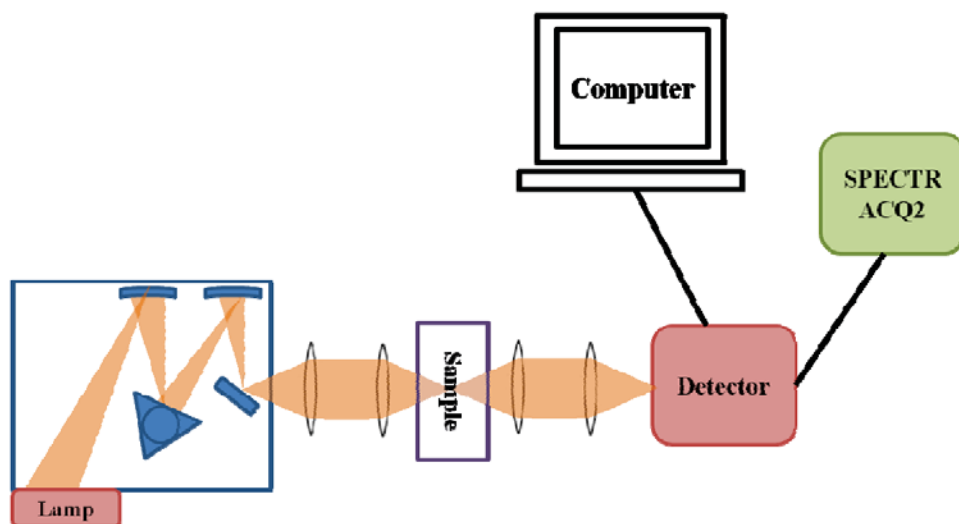 Computer
SPECTR
ACQ2
Sample
Detector
Lamp